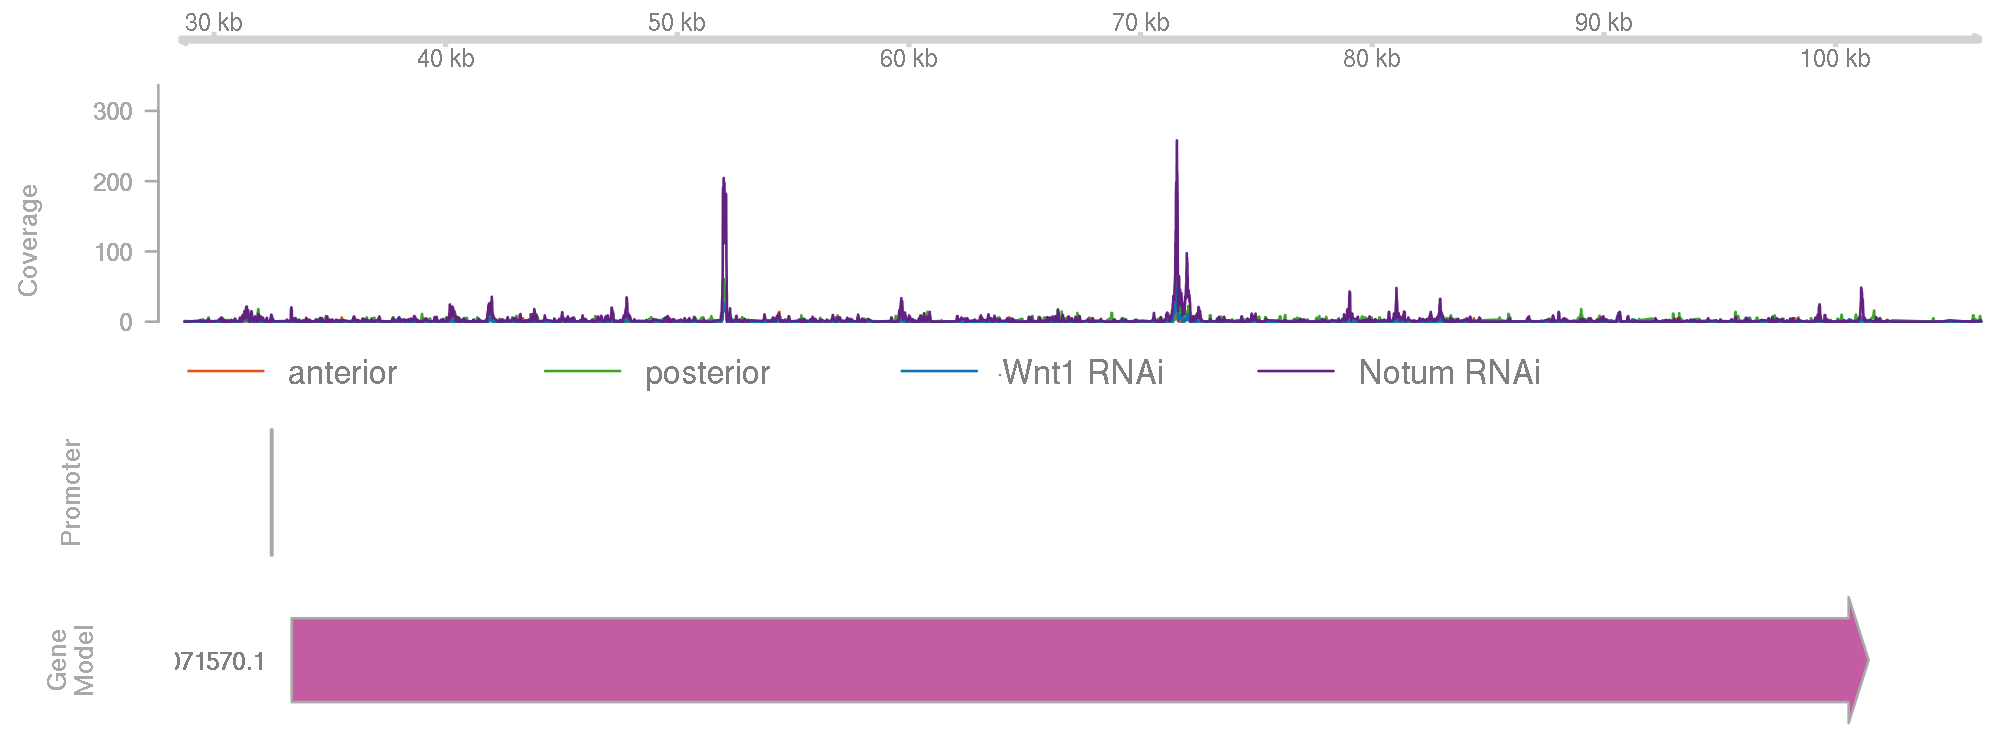 30 kb 50 kb 70 kb 90 kb
40 kb 60 kb 80 kb 100 kb
Coverage
300
200
100
0
anterior posterior Wnt1 RNAi Notum RNAi
Promoter
Gene
Model
)71570.1